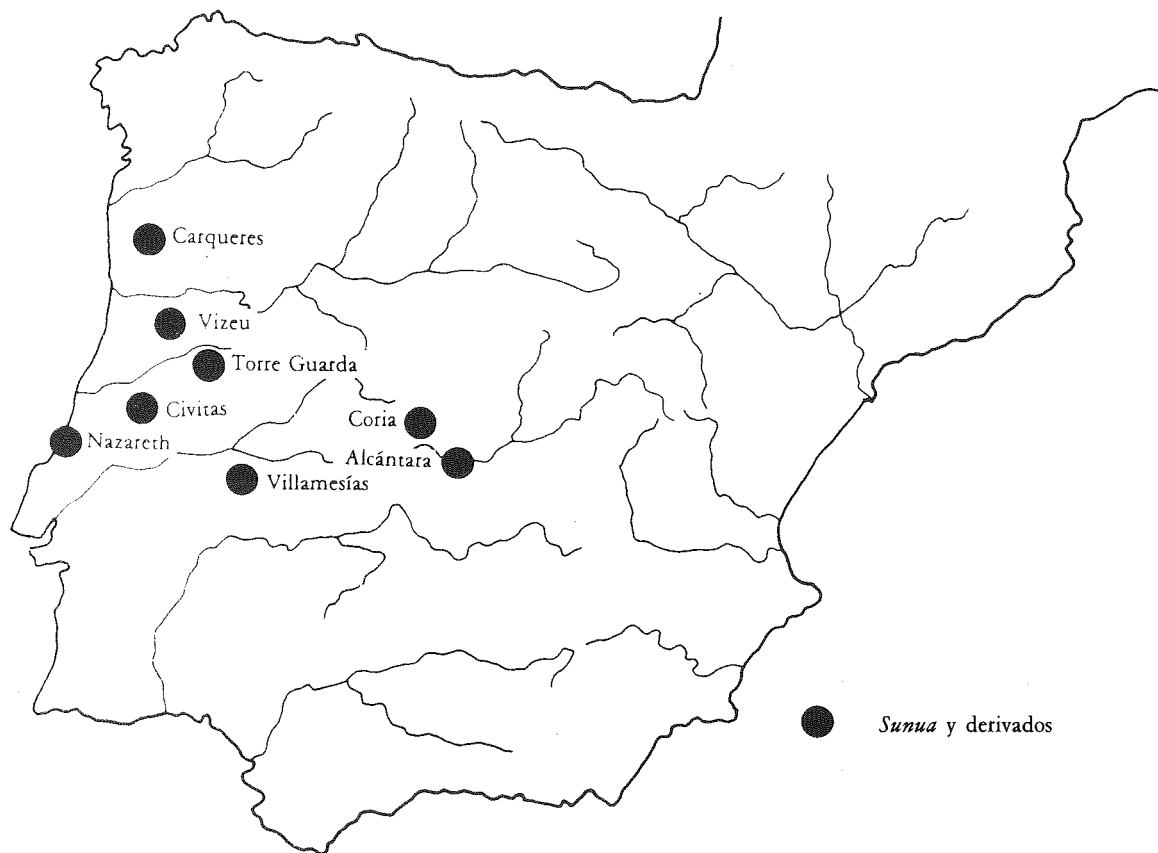 Carqueres
Vizeu
Torre Guarda
Civitas
Coria
Nazareth
Alcántara
Villamesías
Sunua y derivados